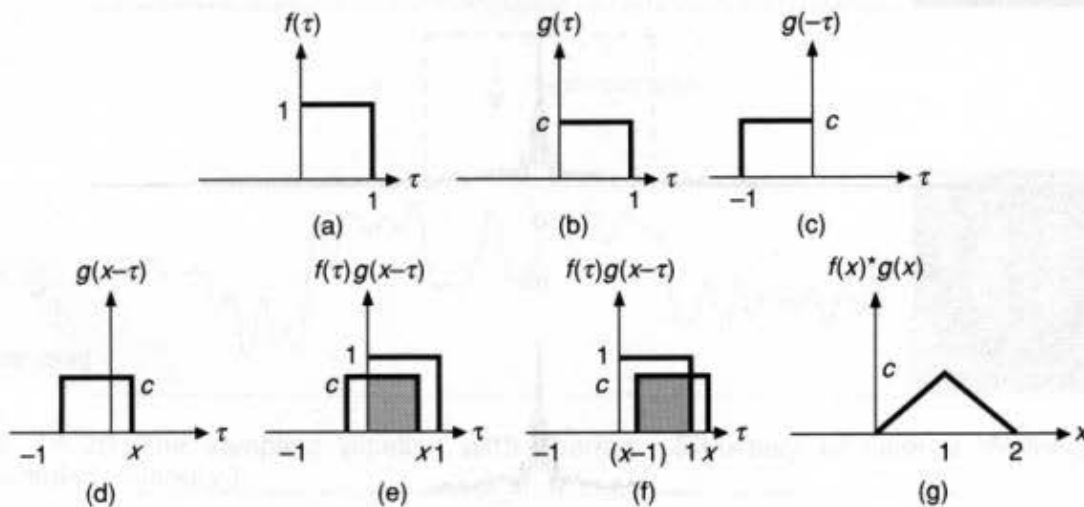 f(τ)
1
τ
1
(a)
g(τ)
c
τ
1
(b)
g(-τ)
c
-1
τ
(c)
g(x-τ)
c
-1
x
τ
(d)
f(τ)g(x-τ)
1
c
-1
x 1
τ
(e)
f(τ)g(x-τ)
1
c
-1
(x-1)
1 x
τ
(f)
f(x)*g(x)
c
1
2
x
(g)